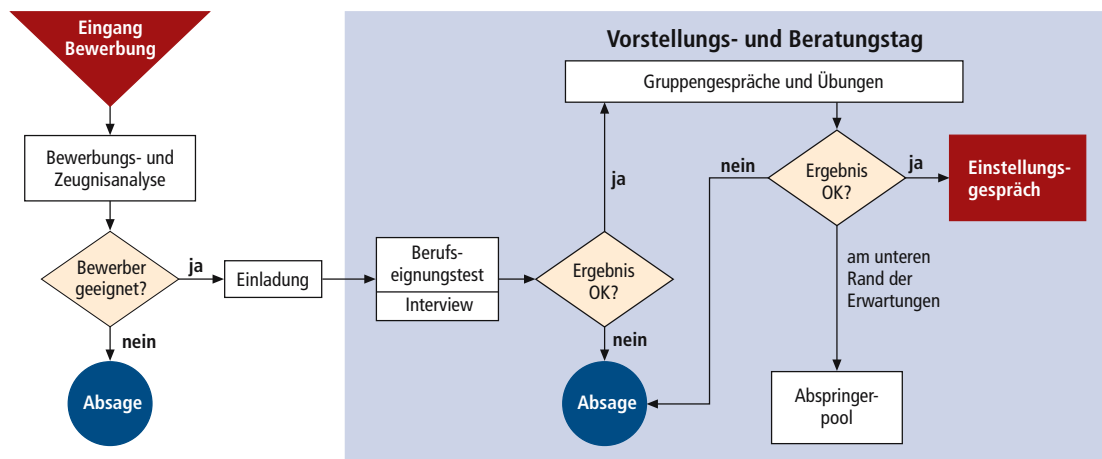 Eingang
Bewerbung
Bewerbungs- und
Zeugnisanalyse
Bewerber
geeignet?
ja
nein
Absage
Einladung
Vorstellungs- und Beratungstag
Berufs-
eignungstest
Interview
Ergebnis
OK?
ja
nein
Absage
Gruppengespräche und Übungen
Ergebnis
OK?
nein
ja
Einstellungs-
gespräch
am unteren
Rand der
Erwartungen
Abspringer-
pool